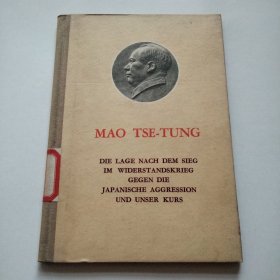 MAO TSE-TUNG
DIE LAGE NACH DEM SIEG
IM WIDERSTANDSKRIEG
GEGEN DIE
JAPANISCHE AGGRESSION
UND UNSER KURS